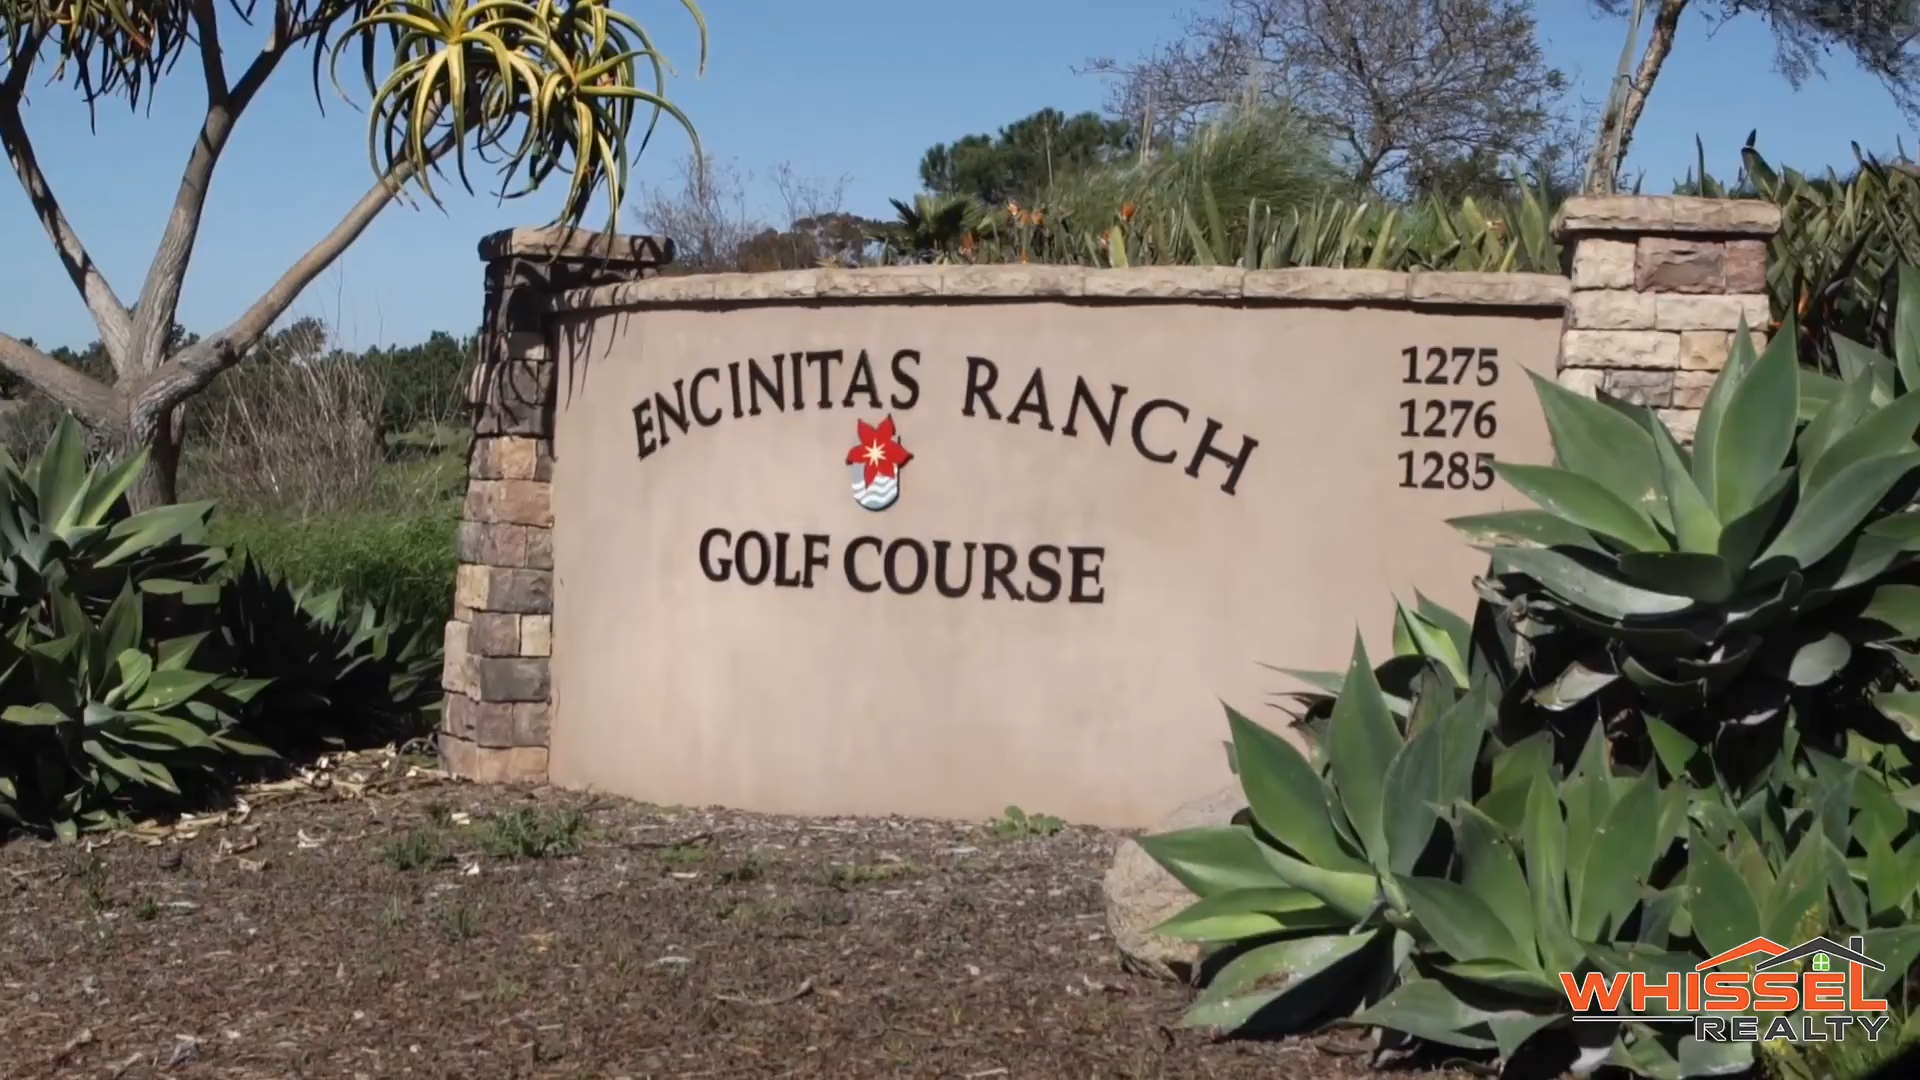 ENCINITAS RANCH
GOLF COURSE
1275
1276
1285
WHISSEL
REALTY